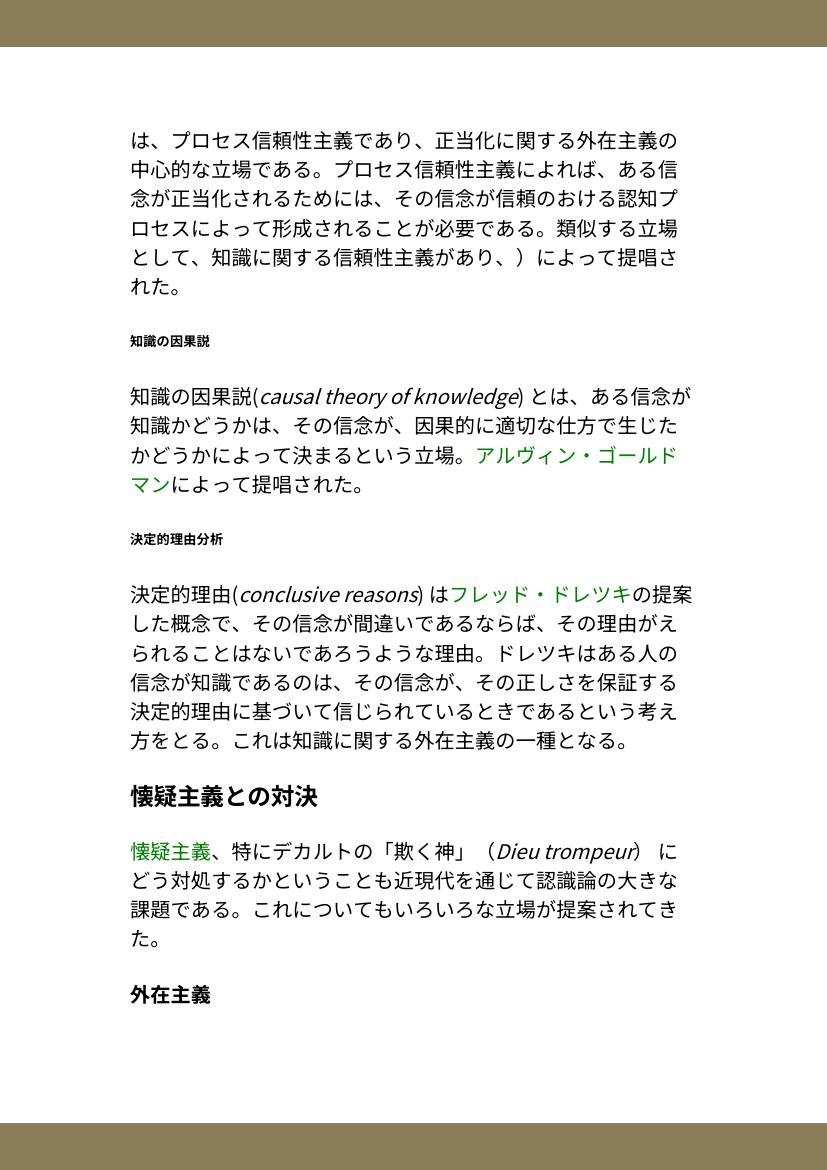 は、プロセス信頼性主義であり、正当化に関する外在主義の
中心的な立場である。プロセス信頼性主義によれば、ある信
念が正当化されるためには、その信念が信頼のおける認知プ
ロセスによって形成されることが必要である。類似する立場
として、知識に関する信頼性主義があり、）によって提唱さ
れた。
知識の因果説
知識の因果説(causal theory of knowledge) とは、ある信念が
知識かどうかは、その信念が、因果的に適切な仕方で生じた
かどうかによって決まるという立場。アルヴィン・ゴールド
マンによって提唱された。
決定的理由分析
決定的理由(conclusive reasons) はフレッド・ドレツキの提案
した概念で、その信念が間違いであるならば、その理由がえ
られることはないであろうような理由。ドレツキはある人の
信念が知識であるのは、その信念が、その正しさを保証する
決定的理由に基づいて信じられているときであるという考え
方をとる。これは知識に関する外在主義の一種となる。
懐疑主義との対決
懐疑主義、特にデカルトの「欺く神」（Dieu trompeur） に
どう対処するかということも近現代を通じて認識論の大きな
課題である。これについてもいろいろな立場が提案されてき
た。
外在主義